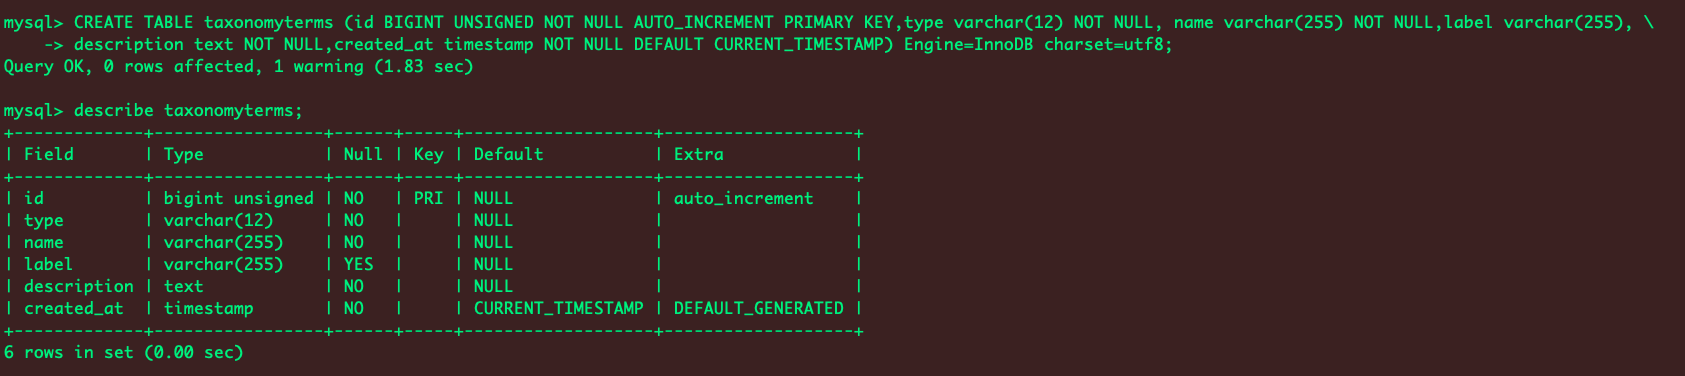 mysql> CREATE TABLE taxonomyterms (id BIGINT UNSIGNED NOT NULL AUTO_INCREMENT PRIMARY KEY,type varchar(12) NOT NULL, name varchar(255) NOT NULL,label varchar(255), \
    -> description text NOT NULL,created_at timestamp NOT NULL DEFAULT CURRENT_TIMESTAMP) Engine=InnoDB charset=utf8;
Query OK, 0 rows affected, 1 warning (1.83 sec)

mysql> describe taxonomyterms;
+-------------+-----------------+------+-----+-------------------+-------------------+
| Field       | Type            | Null | Key | Default           | Extra             |
+-------------+-----------------+------+-----+-------------------+-------------------+
| id          | bigint unsigned | NO   | PRI | NULL              | auto_increment    |
| type        | varchar(12)     | NO   |     | NULL              |                   |
| name        | varchar(255)    | NO   |     | NULL              |                   |
| label       | varchar(255)    | YES  |     | NULL              |                   |
| description | text            | NO   |     | NULL              |                   |
| created_at  | timestamp       | NO   |     | CURRENT_TIMESTAMP | DEFAULT_GENERATED |
+-------------+-----------------+------+-----+-------------------+-------------------+
6 rows in set (0.00 sec)